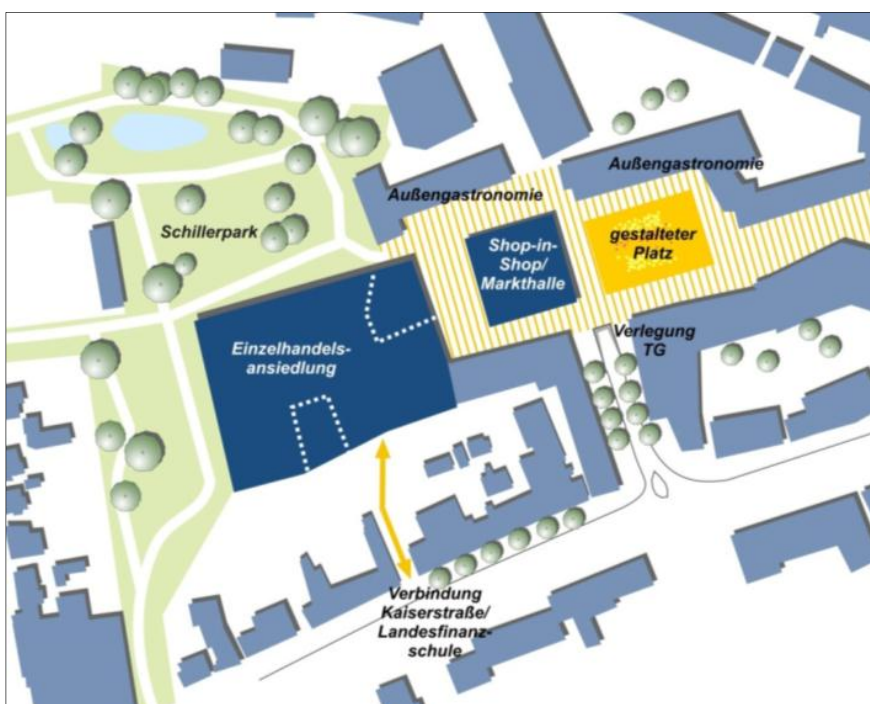 Außengastronomie
Außengastronomie
Schillerpark
Shop-in-
Shop/
Markthalle
gestalteter
Platz
Einzelhandels-
ansiedlung
Verlegung
TG
Verbindung
Kaiserstraße/
Landesfinanz-
schule